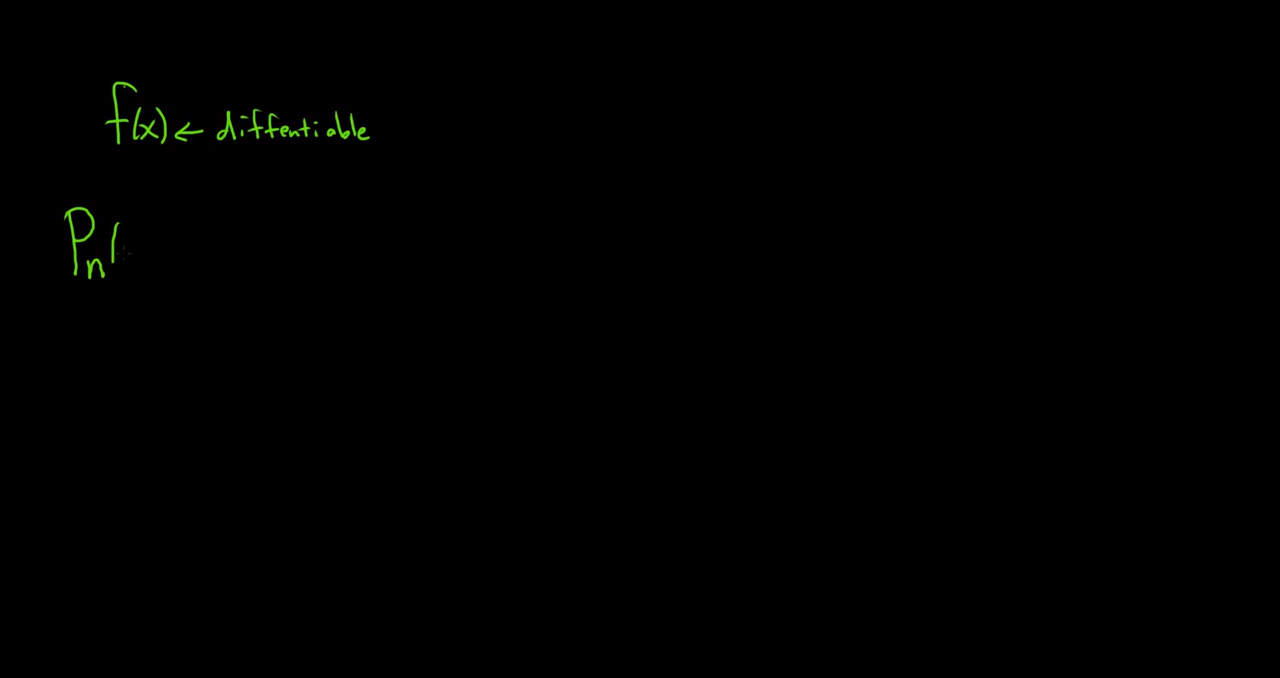 f(x) ← diffentiable
Pn(